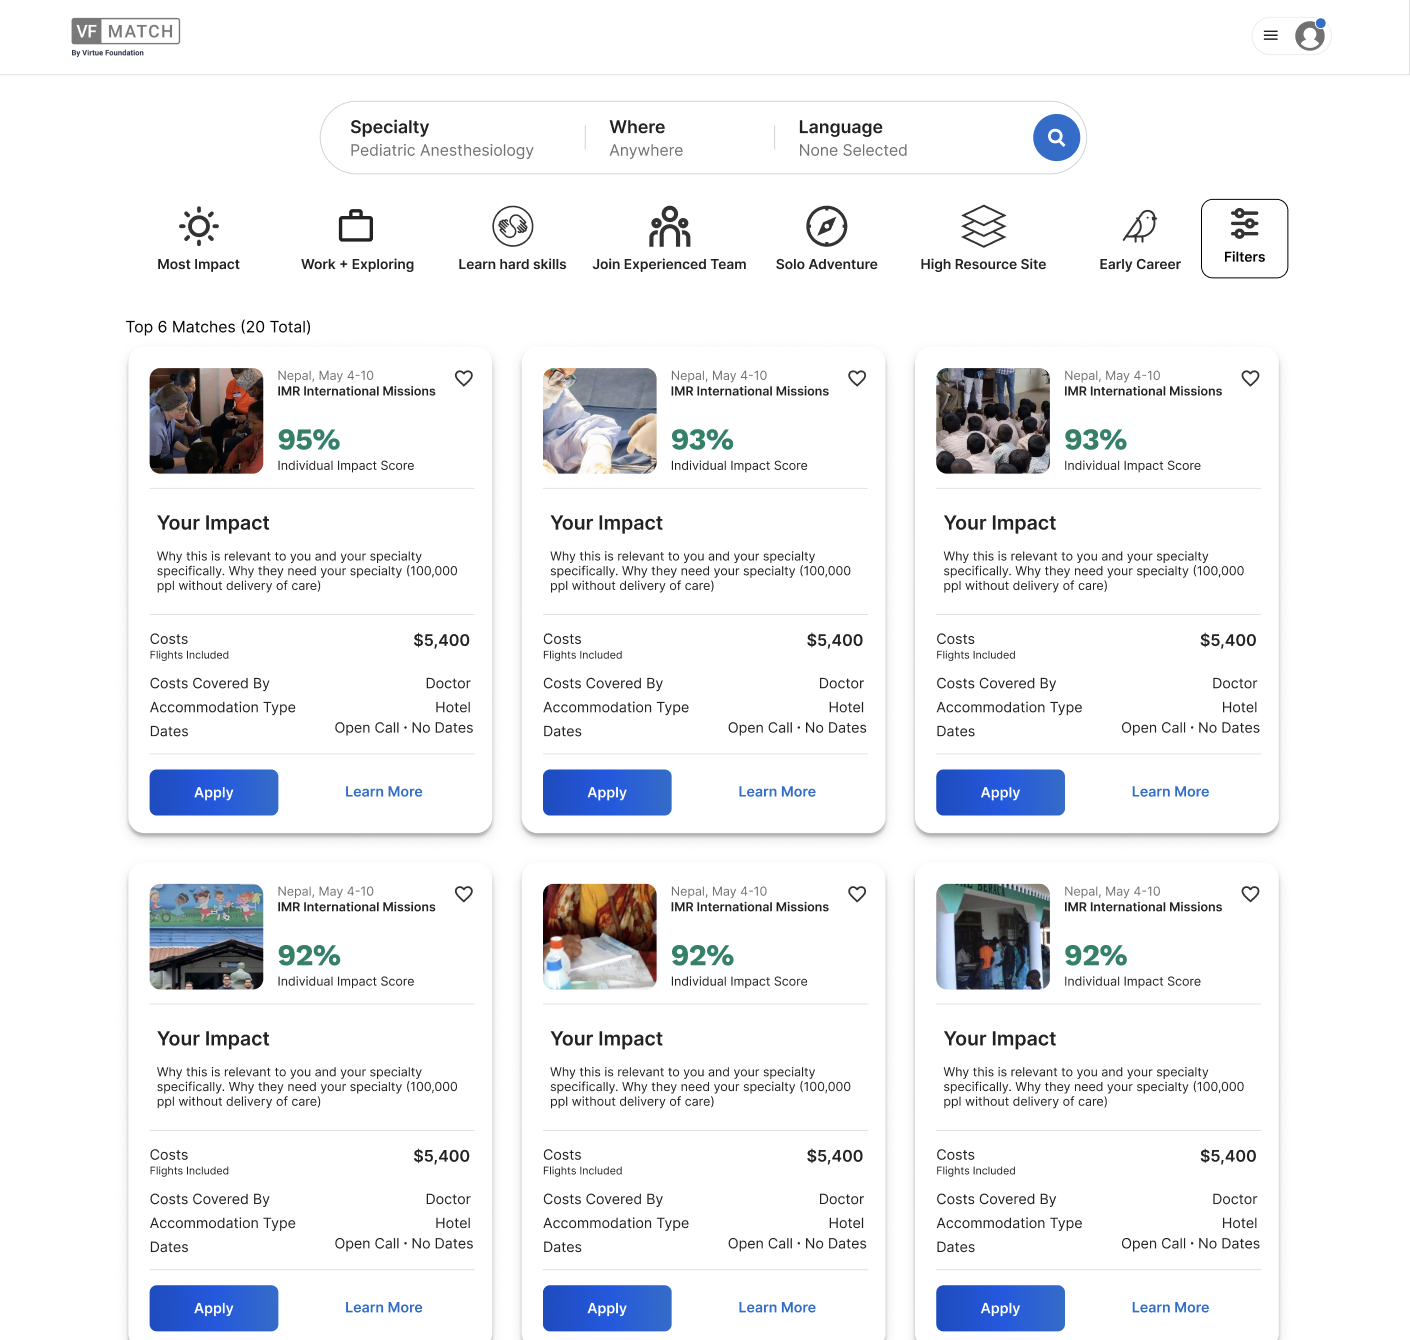 VF MATCH
By Virtue Foundation
Specialty
Pediatric Anesthesiology
Where
Anywhere
Language
None Selected
Most Impact
Work + Exploring
Learn hard skills
Join Experienced Team
Solo Adventure
High Resource Site
Early Career
Filters
Top 6 Matches (20 Total)
Nepal, May 4-10
IMR International Missions
95%
Individual Impact Score
Your Impact
Why this is relevant to you and your specialty
specifically. Why they need your specialty (100,000
ppl without delivery of care)
Costs $5,400
Flights Included
Costs Covered By Doctor
Accommodation Type Hotel
Dates Open Call • No Dates
Apply Learn More
Nepal, May 4-10
IMR International Missions
93%
Individual Impact Score
Your Impact
Why this is relevant to you and your specialty
specifically. Why they need your specialty (100,000
ppl without delivery of care)
Costs $5,400
Flights Included
Costs Covered By Doctor
Accommodation Type Hotel
Dates Open Call • No Dates
Apply Learn More
Nepal, May 4-10
IMR International Missions
93%
Individual Impact Score
Your Impact
Why this is relevant to you and your specialty
specifically. Why they need your specialty (100,000
ppl without delivery of care)
Costs $5,400
Flights Included
Costs Covered By Doctor
Accommodation Type Hotel
Dates Open Call • No Dates
Apply Learn More
Nepal, May 4-10
IMR International Missions
92%
Individual Impact Score
Your Impact
Why this is relevant to you and your specialty
specifically. Why they need your specialty (100,000
ppl without delivery of care)
Costs $5,400
Flights Included
Costs Covered By Doctor
Accommodation Type Hotel
Dates Open Call • No Dates
Apply Learn More
Nepal, May 4-10
IMR International Missions
92%
Individual Impact Score
Your Impact
Why this is relevant to you and your specialty
specifically. Why they need your specialty (100,000
ppl without delivery of care)
Costs $5,400
Flights Included
Costs Covered By Doctor
Accommodation Type Hotel
Dates Open Call • No Dates
Apply Learn More
Nepal, May 4-10
IMR International Missions
92%
Individual Impact Score
Your Impact
Why this is relevant to you and your specialty
specifically. Why they need your specialty (100,000
ppl without delivery of care)
Costs $5,400
Flights Included
Costs Covered By Doctor
Accommodation Type Hotel
Dates Open Call • No Dates
Apply Learn More